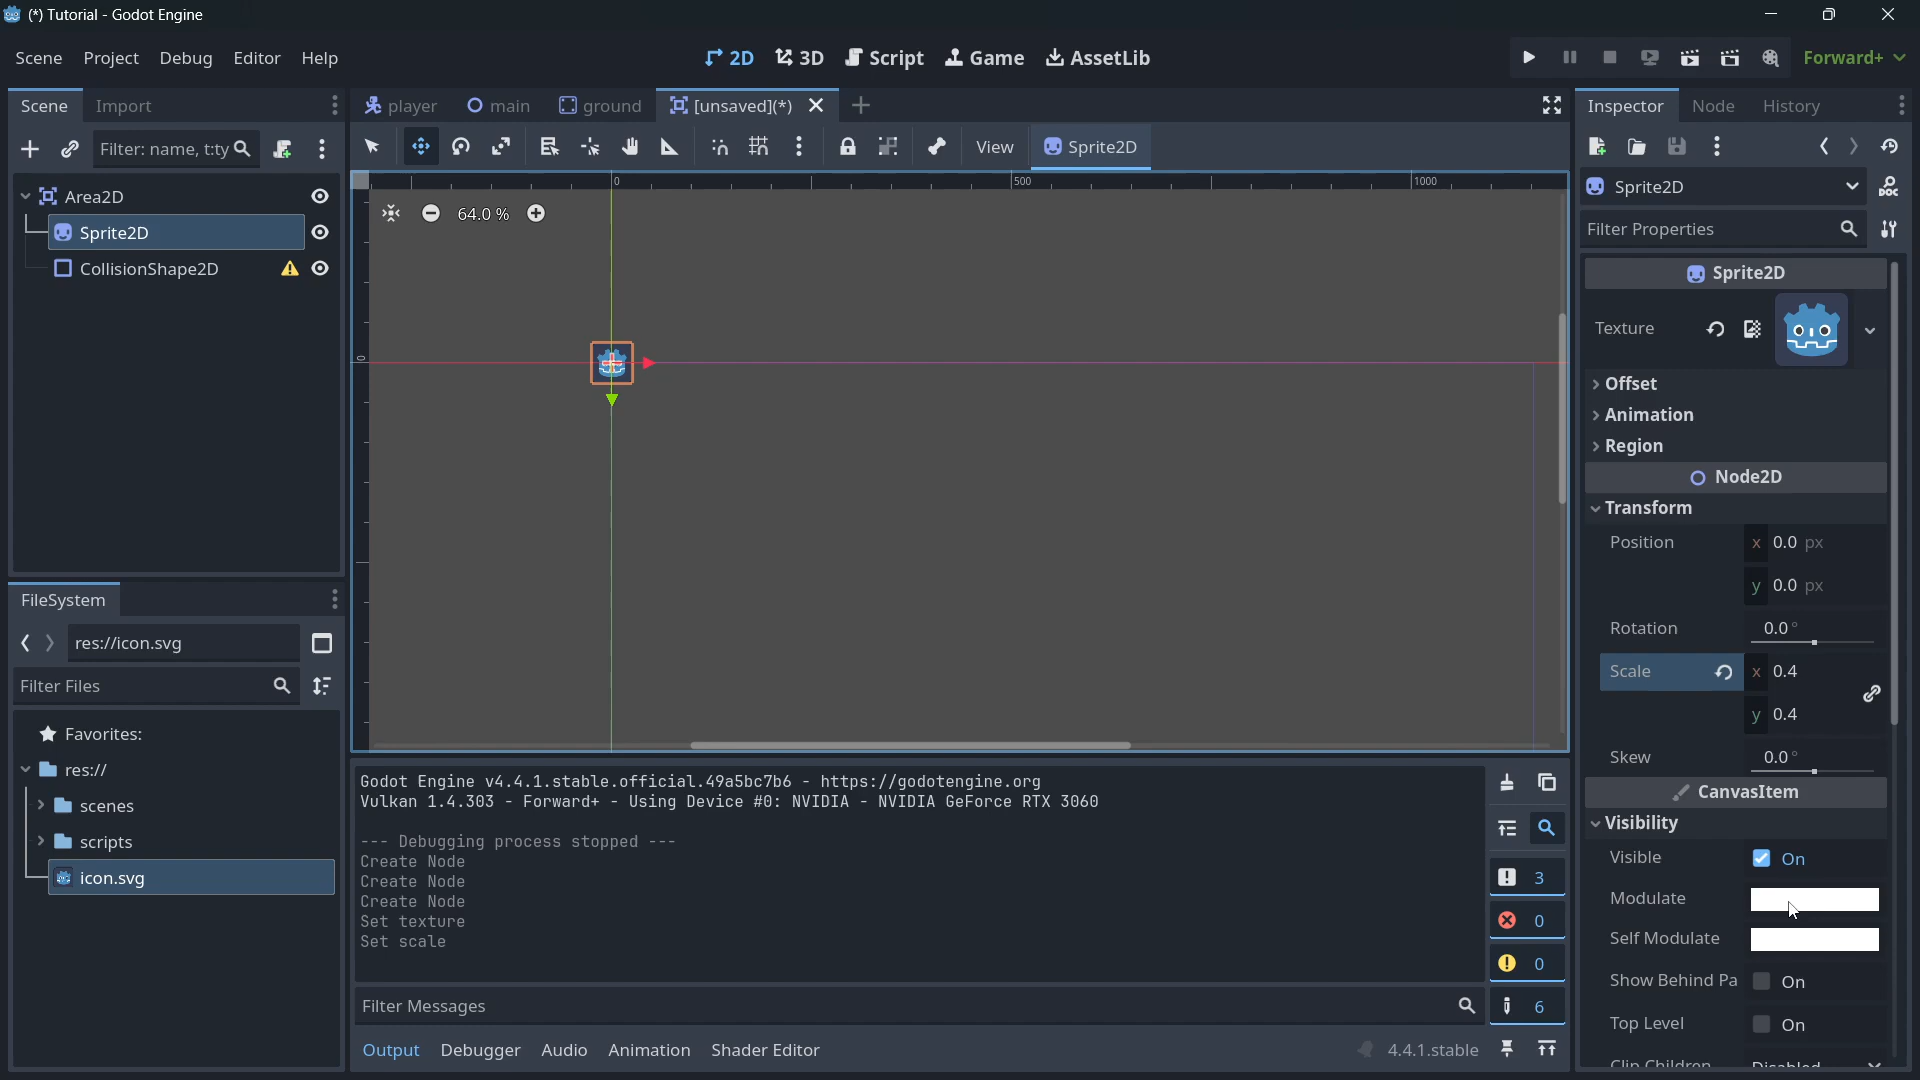 (*) Tutorial - Godot Engine
Scene Project Debug Editor Help
2D 3D Script Game AssetLib
Forward+
Scene Import
player main ground [unsaved](*)
Inspector Node History
Filter: name, t:ty
View Sprite2D
Sprite2D
Filter Properties
Area2D
Sprite2D
CollisionShape2D
0 500 1000
64.0 %
0
Sprite2D
Texture
Offset
Animation
Region
Node2D
Transform
Position x 0.0 px
y 0.0 px
Rotation 0.0°
Scale x 0.4
y 0.4
Skew 0.0°
CanvasItem
Visibility
Visible On
Modulate
Self Modulate
Show Behind Pa On
Top Level On
Clip Children Disabled
FileSystem
res://icon.svg
Filter Files
Favorites:
res://
scenes
scripts
icon.svg
Godot Engine v4.4.1.stable.official.49a5bc7b6 - https://godotengine.org
Vulkan 1.4.303 - Forward+ - Using Device #0: NVIDIA - NVIDIA GeForce RTX 3060
--- Debugging process stopped ---
Create Node
Create Node
Create Node
Set texture
Set scale
3
0
0
6
Filter Messages
Output Debugger Audio Animation Shader Editor
4.4.1.stable
DOC